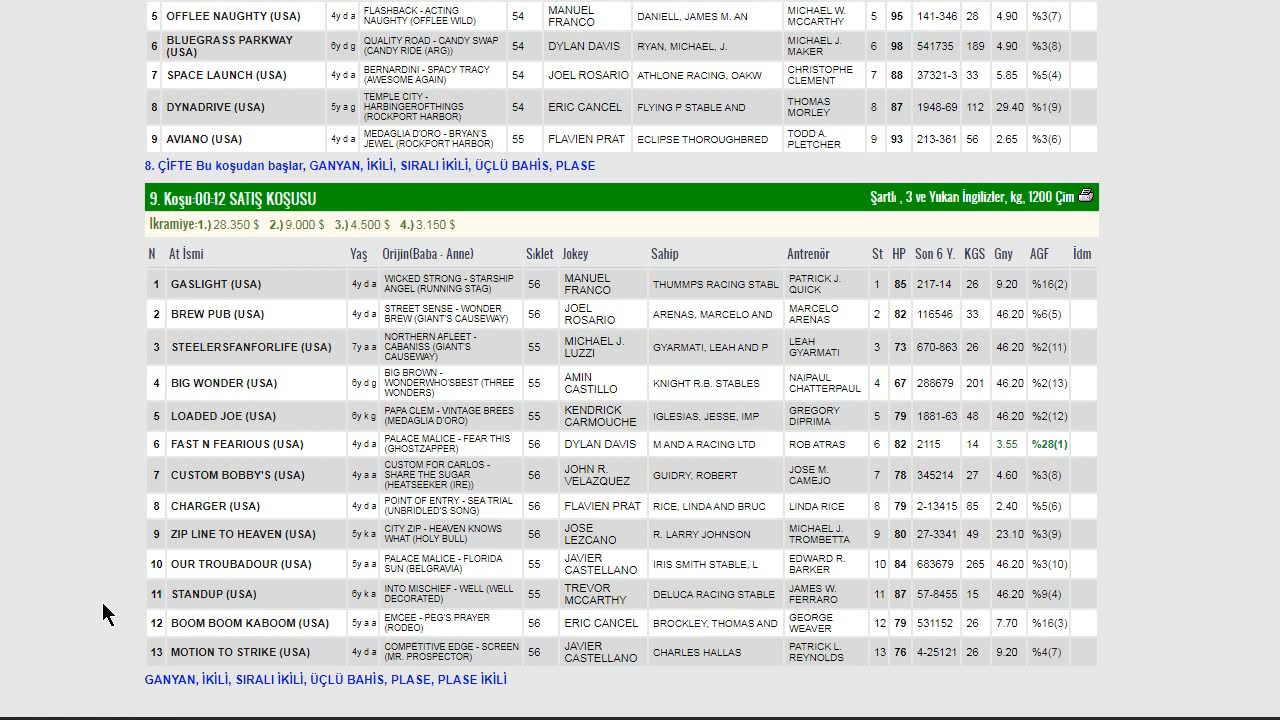 5 OFFLEE NAUGHTY (USA) 4y d a FLASHBACK - ACTING NAUGHTY (OFFLEE WILD) 54 MANUEL FRANCO DANIELL, JAMES M. AN MICHAEL W. MCCARTHY 5 95 141-346 28 4.90 %3(7)
6 BLUEGRASS PARKWAY (USA) 6y d g QUALITY ROAD - CANDY SWAP (CANDY RIDE (ARG)) 54 DYLAN DAVIS RYAN, MICHAEL, J. MICHAEL J. MAKER 6 98 541735 189 4.90 %3(8)
7 SPACE LAUNCH (USA) 4y d a BERNARDINI - SPACY TRACY (AWESOME AGAIN) 54 JOEL ROSARIO ATHLONE RACING, OAKW CHRISTOPHE CLEMENT 7 88 37321-3 33 5.85 %5(4)
8 DYNADRIVE (USA) 5y a g TEMPLE CITY - HARBINGEROFTHINGS (ROCKPORT HARBOR) 54 ERIC CANCEL FLYING P STABLE AND THOMAS MORLEY 8 87 1948-69 112 29.40 %1(9)
9 AVIANO (USA) 4y d a MEDAGLIA D'ORO - BRYAN'S JEWEL (ROCKPORT HARBOR) 55 FLAVIEN PRAT ECLIPSE THOROUGHBRED TODD A. PLETCHER 9 93 213-361 56 2.65 %3(6)
8. ÇİFTE Bu koşudan başlar, GANYAN, İKİLİ, SIRALI İKİLİ, ÜÇLÜ BAHİS, PLASE
9. Koşu:00:12 SATIŞ KOŞUSU Şartlı , 3 ve Yukarı İngilizler, kg, 1200 Çim
İkramiye:1.) 28.350 $ 2.) 9.000 $ 3.) 4.500 $ 4.) 3.150 $
N At İsmi Yaş Orijin(Baba - Anne) Sıklet Jokey Sahip Antrenör St HP Son 6 Y. KGS Gny AGF İdm
1 GASLIGHT (USA) 4y d a WICKED STRONG - STARSHIP ANGEL (RUNNING STAG) 56 MANUEL FRANCO THUMMPS RACING STABL PATRICK J. QUICK 1 85 217-14 26 9.20 %16(2)
2 BREW PUB (USA) 4y d a STREET SENSE - WONDER BREW (GIANT'S CAUSEWAY) 56 JOEL ROSARIO ARENAS, MARCELO AND MARCELO ARENAS 2 82 116546 33 46.20 %6(5)
3 STEELERSFANFORLIFE (USA) 7y a a NORTHERN AFLEET - CABANISS (GIANT'S CAUSEWAY) 55 MICHAEL J. LUZZI GYARMATI, LEAH AND P LEAH GYARMATI 3 73 670-863 26 46.20 %2(11)
4 BIG WONDER (USA) 6y d g BIG BROWN - WONDERWHO'SBEST (THREE WONDERS) 55 AMIN CASTILLO KNIGHT R.B. STABLES NAIPAUL CHATTERPAUL 4 67 288679 201 46.20 %2(13)
5 LOADED JOE (USA) 6y k g PAPA CLEM - VINTAGE BREES (MEDAGLIA D'ORO) 55 KENDRICK CARMOUCHE IGLESIAS, JESSE, IMP GREGORY DIPRIMA 5 79 1881-63 48 46.20 %2(12)
6 FAST N FEARIOUS (USA) 4y d a PALACE MALICE - FEAR THIS (GHOSTZAPPER) 56 DYLAN DAVIS M AND A RACING LTD ROB ATRAS 6 82 2115 14 3.55 %28(1)
7 CUSTOM BOBBY'S (USA) 4y a a CUSTOM FOR CARLOS - SHARE THE SUGAR (HEATSEEKER (IRE)) 56 JOHN R. VELAZQUEZ GUIDRY, ROBERT JOSE M. CAMEJO 7 78 345214 27 4.60 %3(8)
8 CHARGER (USA) 4y d a POINT OF ENTRY - SEA TRIAL (UNBRIDLED'S SONG) 56 FLAVIEN PRAT RICE, LINDA AND BRUC LINDA RICE 8 79 2-13415 85 2.40 %5(6)
9 ZIP LINE TO HEAVEN (USA) 5y k a CITY ZIP - HEAVEN KNOWS WHAT (HOLY BULL) 56 JOSE LEZCANO R. LARRY JOHNSON MICHAEL J. TROMBETTA 9 80 27-3341 49 23.10 %3(9)
10 OUR TROUBADOUR (USA) 5y a a PALACE MALICE - FLORIDA SUN (BELGRAVIA) 55 JAVIER CASTELLANO IRIS SMITH STABLE, L EDWARD R. BARKER 10 84 683679 265 46.20 %3(10)
11 STANDUP (USA) 6y k a INTO MISCHIEF - WELL (WELL DECORATED) 55 TREVOR MCCARTHY DELUCA RACING STABLE JAMES W. FERRARO 11 87 57-8455 15 46.20 %9(4)
12 BOOM BOOM KABOOM (USA) 5y a a EMCEE - PEG'S PRAYER (RODEO) 56 ERIC CANCEL BROCKLEY, THOMAS AND GEORGE WEAVER 12 79 531152 26 7.70 %16(3)
13 MOTION TO STRIKE (USA) 4y d a COMPETITIVE EDGE - SCREEN (MR. PROSPECTOR) 56 JAVIER CASTELLANO CHARLES HALLAS PATRICK L. REYNOLDS 13 76 4-25121 26 9.20 %4(7)
GANYAN, İKİLİ, SIRALI İKİLİ, ÜÇLÜ BAHİS, PLASE, PLASE İKİLİ